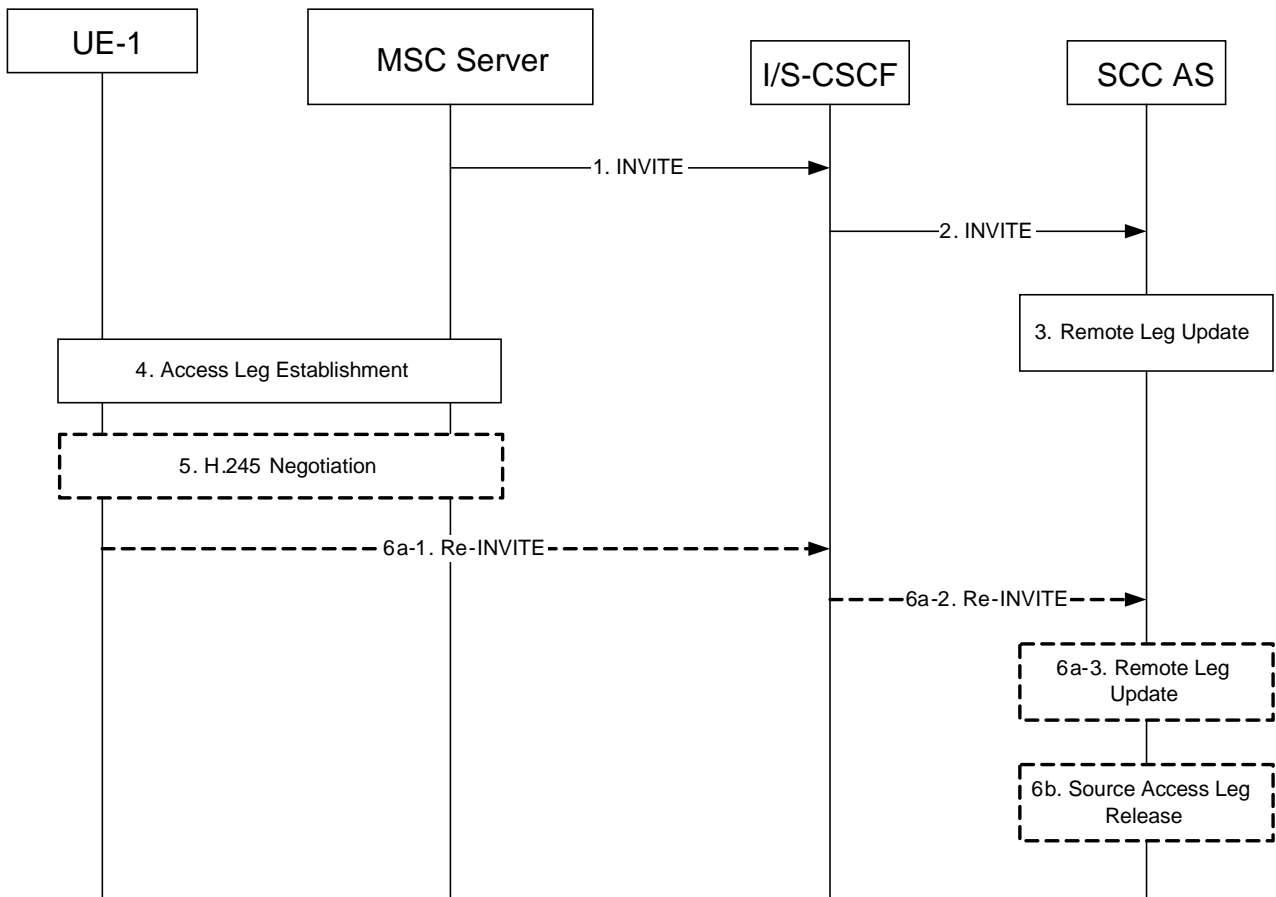 UE-1
MSC Server
I/S-CSCF
SCC AS
1. INVITE
2. INVITE
3. Remote Leg Update
4. Access Leg Establishment
5. H.245 Negotiation
6a-1. Re-INVITE
6a-2. Re-INVITE
6a-3. Remote Leg
Update
6b. Source Access Leg
Release